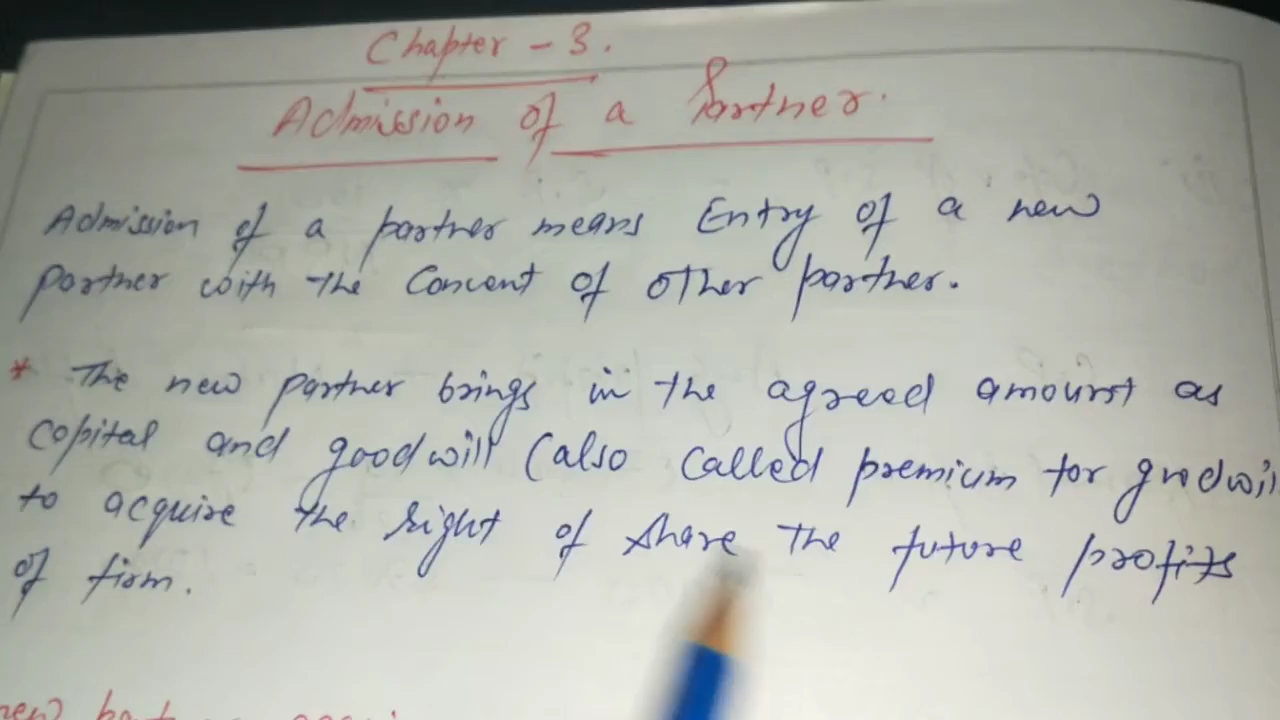 Chapter - 3.
Admission of a Partner.
Admission of a partner means Entry of a new
partner with the Concent of other partner.
* The new partner brings in the agreed amount as
capital and goodwill (also called premium for goodwil
to acquire the right of share the future profits
of firm.
new